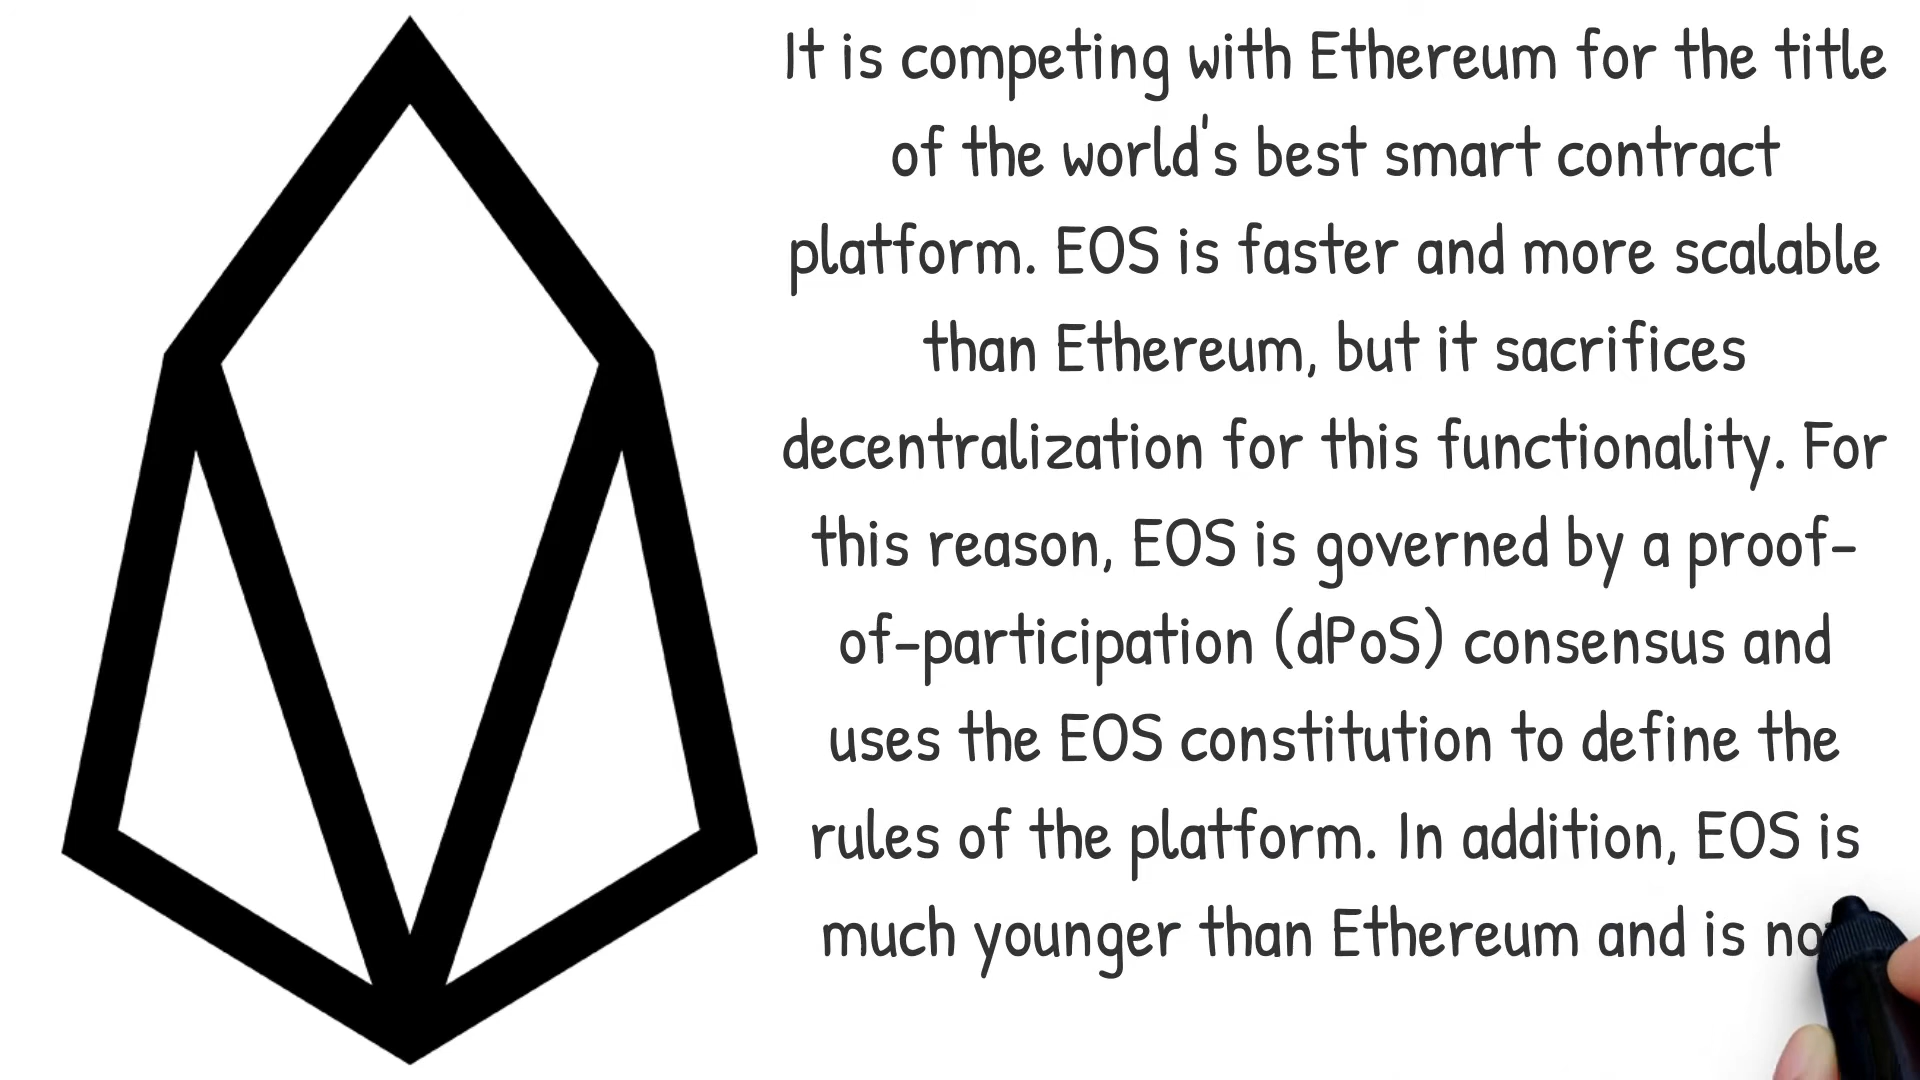 It is competing with Ethereum for the title
of the world's best smart contract
platform. EOS is faster and more scalable
than Ethereum, but it sacrifices
decentralization for this functionality. For
this reason, EOS is governed by a proof-
of-participation (dPoS) consensus and
uses the EOS constitution to define the
rules of the platform. In addition, EOS is
much younger than Ethereum and is